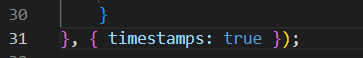 30 }
31 }, { timestamps: true });